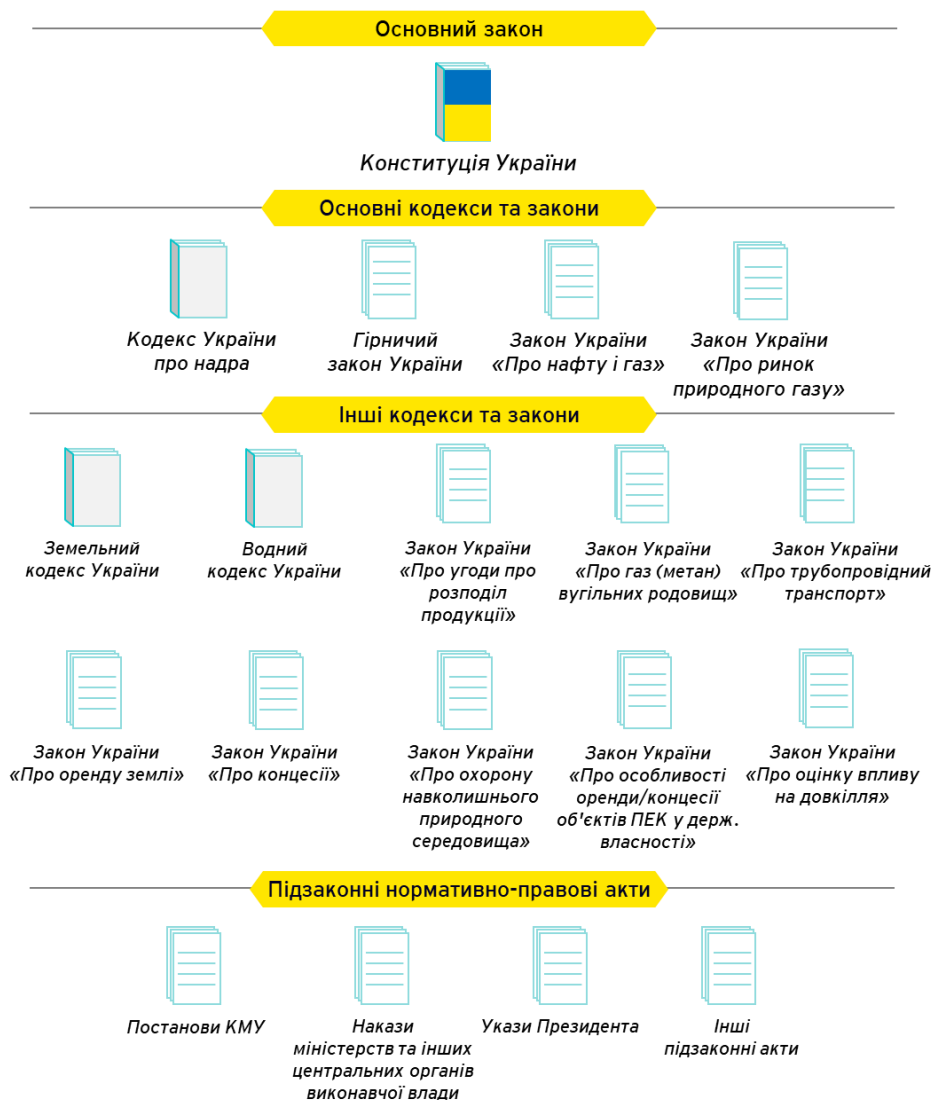 Основний закон
Конституція України
Основні кодекси та закони
Кодекс України
про надра
Гірничий
закон України
Закон України
«Про нафту і газ»
Закон України
«Про ринок
природного газу»
Інші кодекси та закони
Земельний
кодекс України
Водний
кодекс України
Закон України
«Про угоди про
розподіл
продукції»
Закон України
«Про газ (метан)
вугільних родовищ»
Закон України
«Про трубопровідний
транспорт»
Закон України
«Про оренду землі»
Закон України
«Про концесії»
Закон України
«Про охорону
навколишнього
природного
середовища»
Закон України
«Про особливості
оренди/концесії
об'єктів ПЕК у держ.
власності»
Закон України
«Про оцінку впливу
на довкілля»
Підзаконні нормативно-правові акти
Постанови КМУ
Накази
міністерств та інших
центральних органів
виконавчої влади
Укази Президента
Інші
підзаконні акти